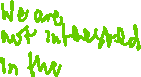 We are
not interested
in the